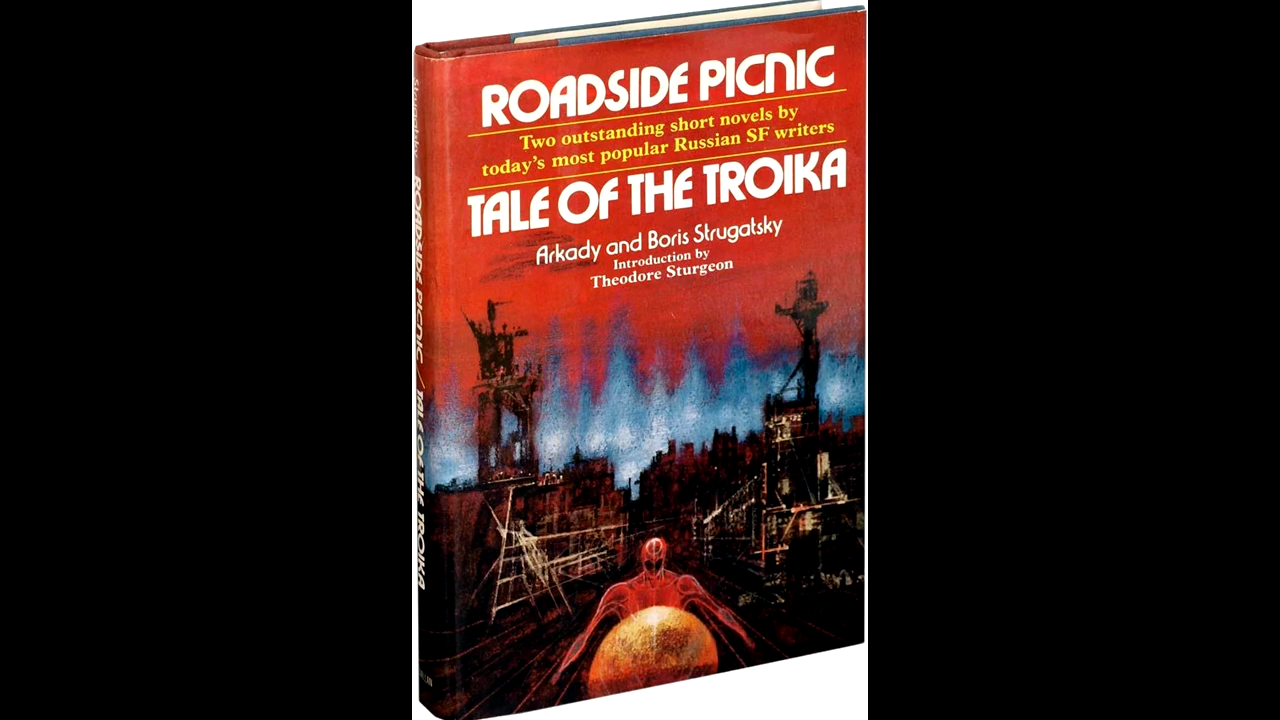 ROADSIDE PICNIC
Two outstanding short novels by
today's most popular Russian SF writers
TALE OF THE TROIKA
Arkady and Boris Strugatsky
Introduction by
Theodore Sturgeon
Strugatsky ROADSIDE PICNIC / TALE OF THE TROIKA